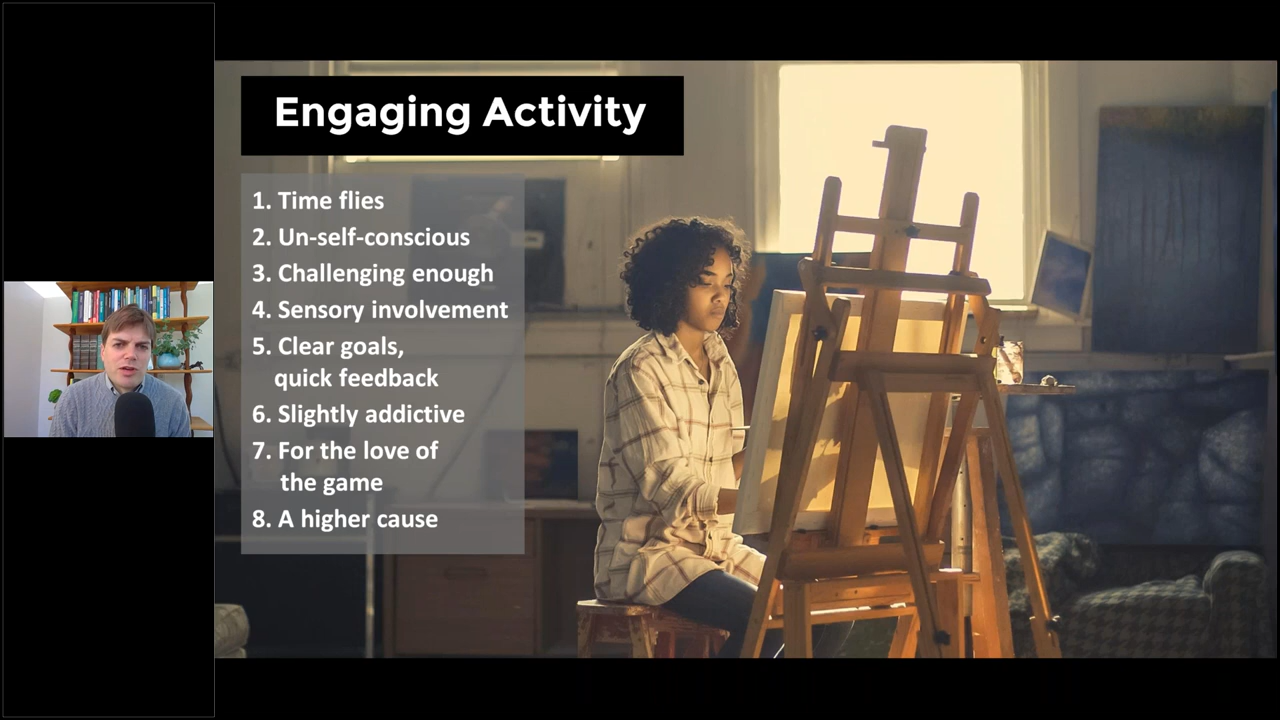 Engaging Activity
1. Time flies
2. Un-self-conscious
3. Challenging enough
4. Sensory involvement
5. Clear goals,
quick feedback
6. Slightly addictive
7. For the love of
the game
8. A higher cause